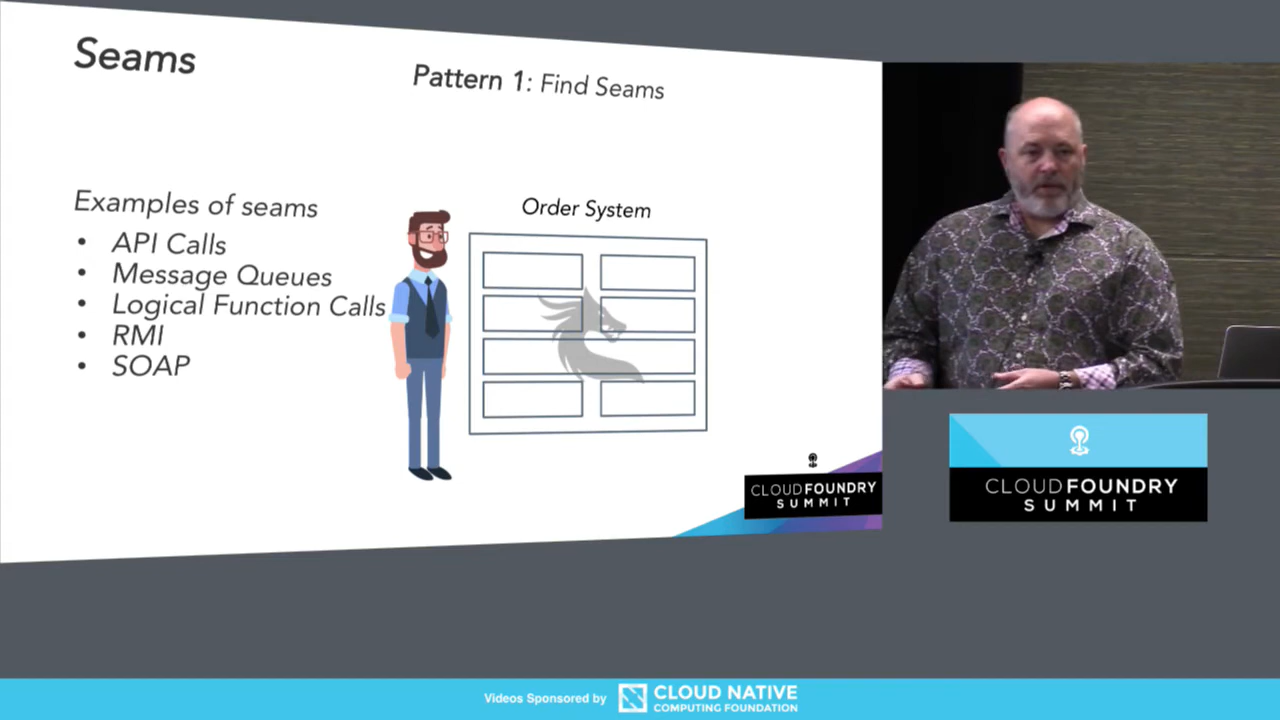 Seams
Pattern 1: Find Seams
Examples of seams
• API Calls
• Message Queues
• Logical Function Calls
• RMI
• SOAP
Order System
CLOUDFOUNDRY
SUMMIT
CLOUDFOUNDRY
SUMMIT
Videos Sponsored by
CLOUD NATIVE
COMPUTING FOUNDATION